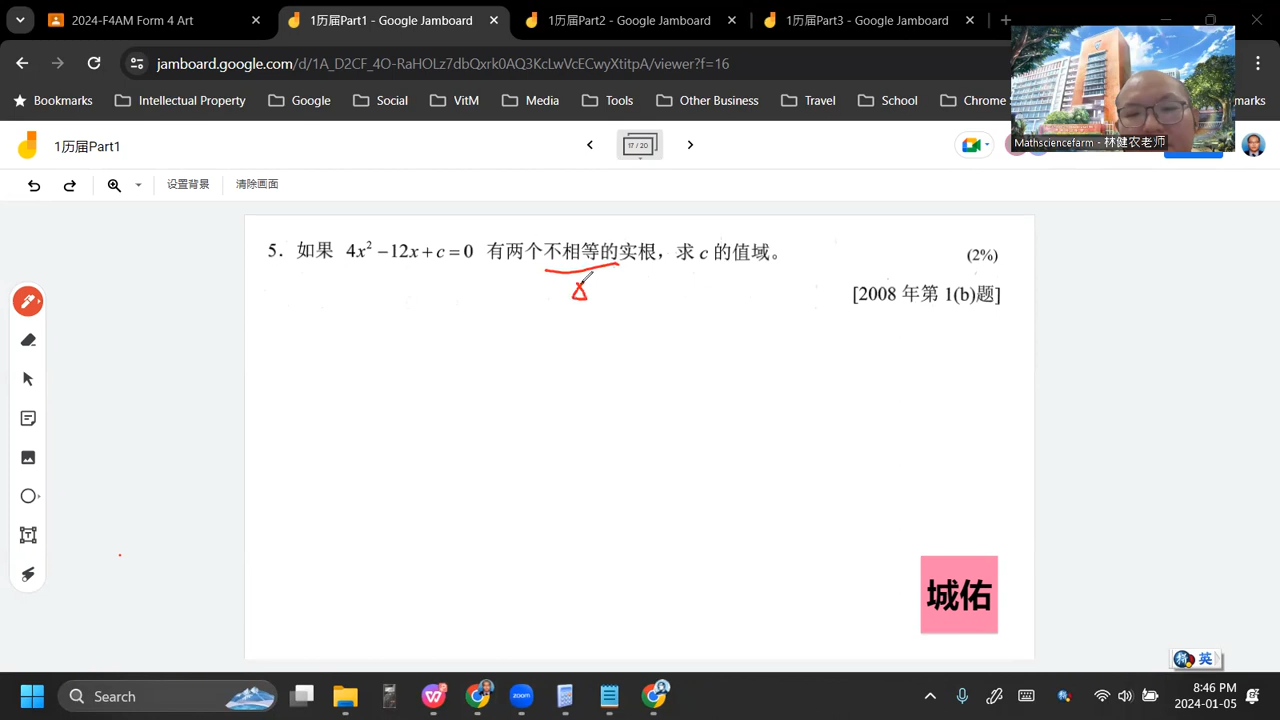 2024-F4AM Form 4 Art
1历届Part1 - Google Jamboard
1历届Part2 - Google Jamboard
1历届Part3 - Google Jamboard
jamboard.google.com/d/1A_D2CF_4O-RaHOLz7dbQxrk0AQ3KcLwVcECwyXtitpA/viewer?f=16
Bookmarks
Intellectual Property
Social
VitM
Media
Tools
Other Business
Travel
School
Chrome
Mathsciencefarm - 林健农老师
1历届Part1
17 / 20
设置背景
清除画面
5. 如果 4x² −12x + c = 0 有两个不相等的实根，求 c 的值域。 (2%)
Δ
[2008 年第 1(b)题]
城佑
英
Search
8:46 PM
2024-01-05